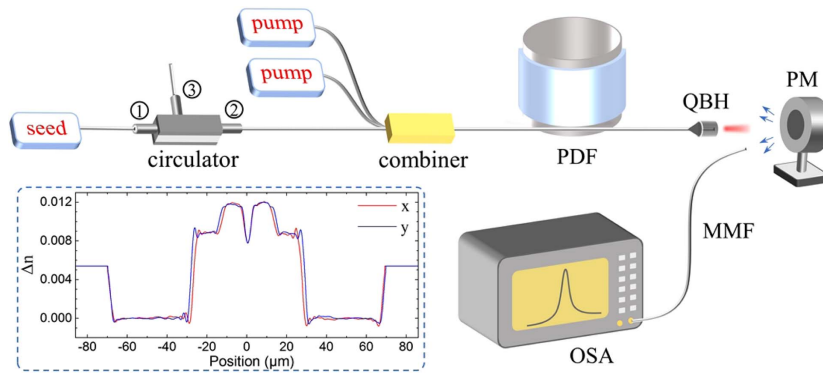 pump
pump
PM
③
QBH
①
②
seed
circulator
combiner
PDF
MMF
OSA
0.012
x
y
0.008
Δn
0.004
0.000
-80 -60 -40 -20 0 20 40 60 80
Position (μm)